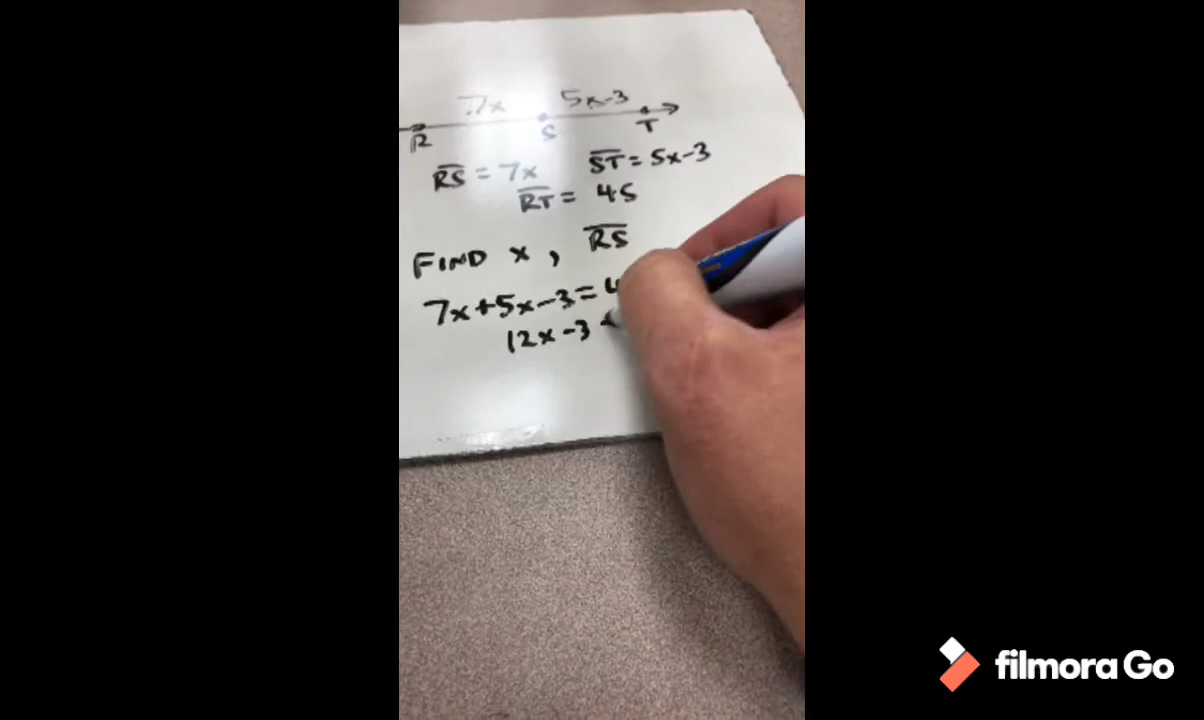 7x 5x-3
R S T
RS = 7x ST = 5x-3
RT = 45
FIND x, RS
7x+5x-3=4
12x-3
filmora Go